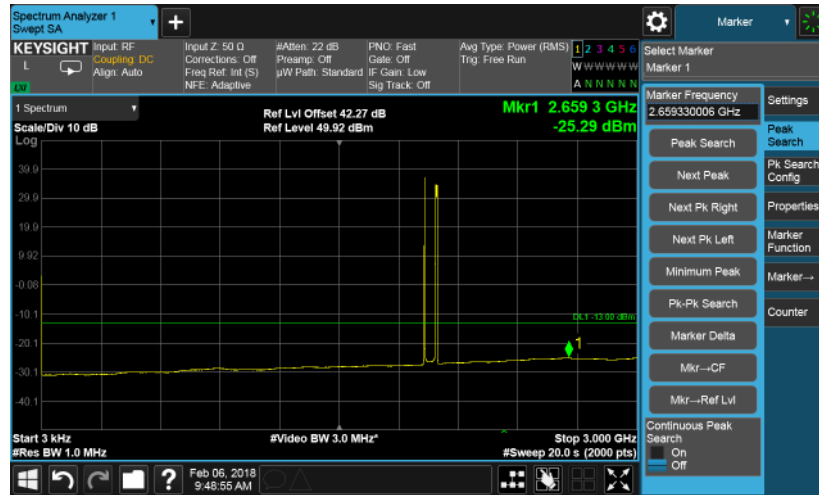 Spectrum Analyzer 1
Swept SA
+
Marker
KEYSIGHT
L
LXI
Input: RF
Coupling: DC
Align: Auto
Input Z: 50 Ω
Corrections: Off
Freq Ref: Int (S)
NFE: Adaptive
#Atten: 22 dB
Preamp: Off
µW Path: Standard
PNO: Fast
Gate: Off
IF Gain: Low
Sig Track: Off
Avg Type: Power (RMS)
Trig: Free Run
1 2 3 4 5 6
W W W W W W
A N N N N N
Select Marker
Marker 1
1 Spectrum
Scale/Div 10 dB
Log
Ref Lvl Offset 42.27 dB
Ref Level 49.92 dBm
Mkr1 2.659 3 GHz
-25.29 dBm
39.9
29.9
19.9
9.92
-0.08
-10.1
-20.1
-30.1
-40.1
DL1 -13.00 dBm
1
Start 3 kHz
#Res BW 1.0 MHz
#Video BW 3.0 MHz*
Stop 3.000 GHz
#Sweep 20.0 s (2000 pts)
Marker Frequency
2.659330006 GHz
Peak Search
Next Peak
Next Pk Right
Next Pk Left
Minimum Peak
Pk-Pk Search
Marker Delta
Mkr→CF
Mkr→Ref Lvl
Continuous Peak
Search
On
Off
Settings
Peak
Search
Pk Search
Config
Properties
Marker
Function
Marker→
Counter
?
Feb 06, 2018
9:48:55 AM